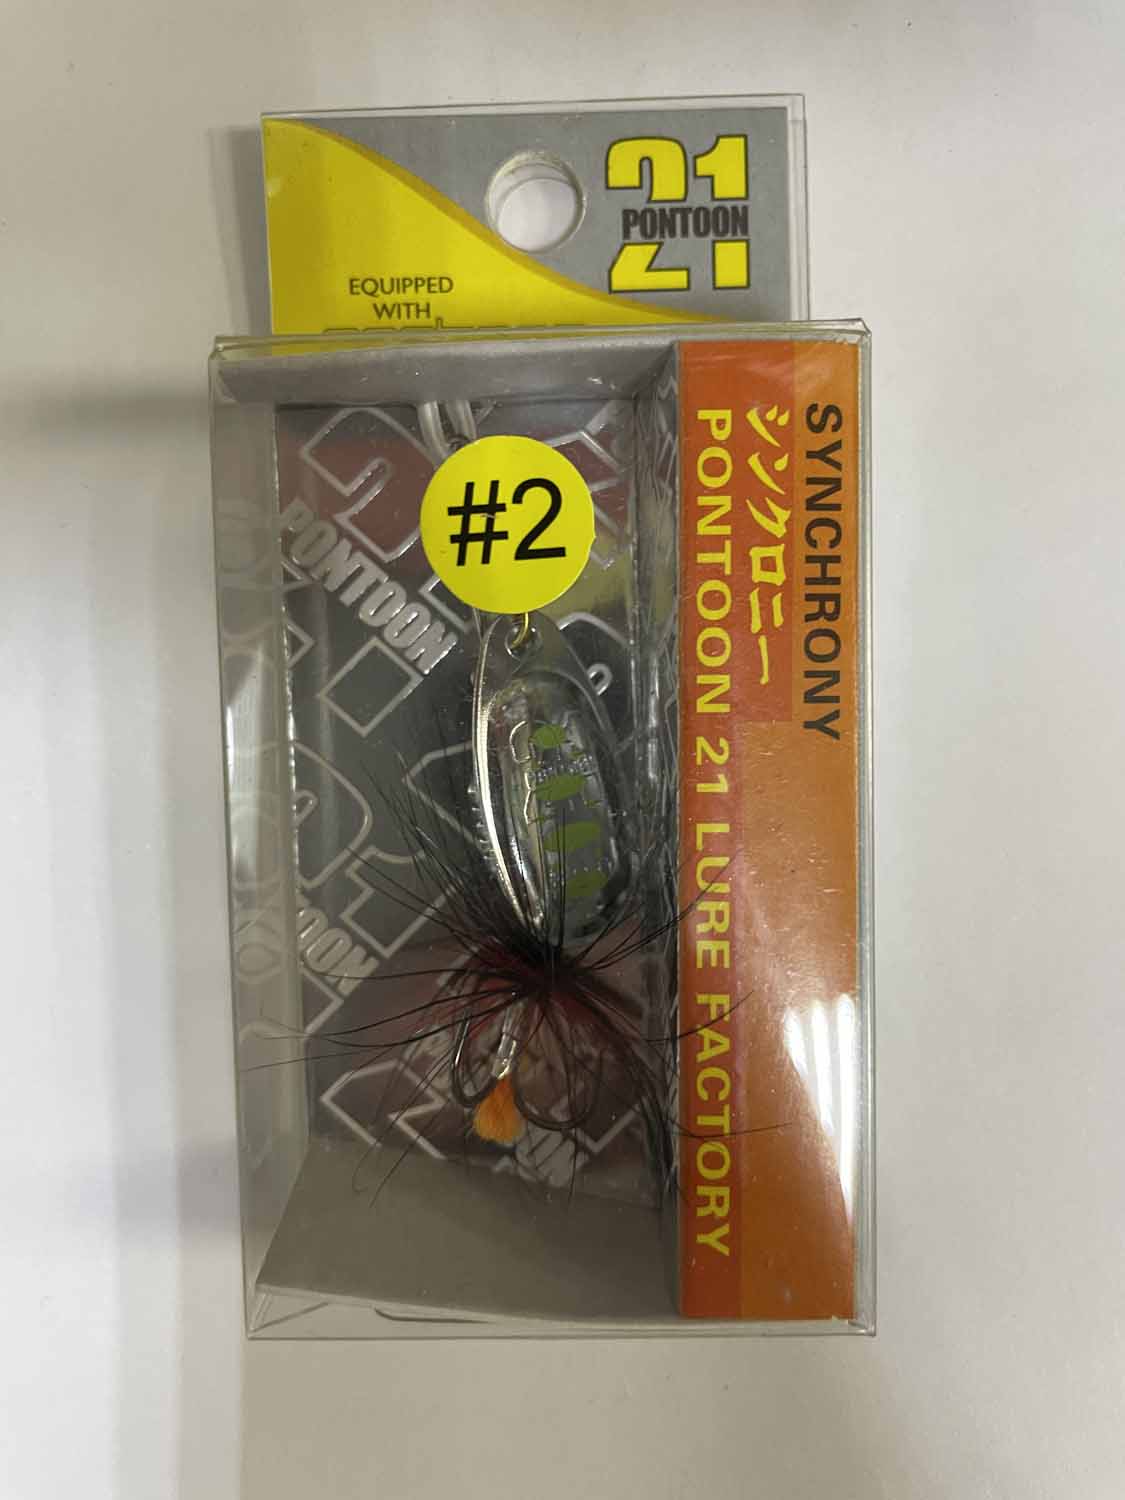 21
PONTOON
EQUIPPED
WITH
#2
PONTOON
SYNCHRONY
シンクロニー
PONTOON 21 LURE FACTORY